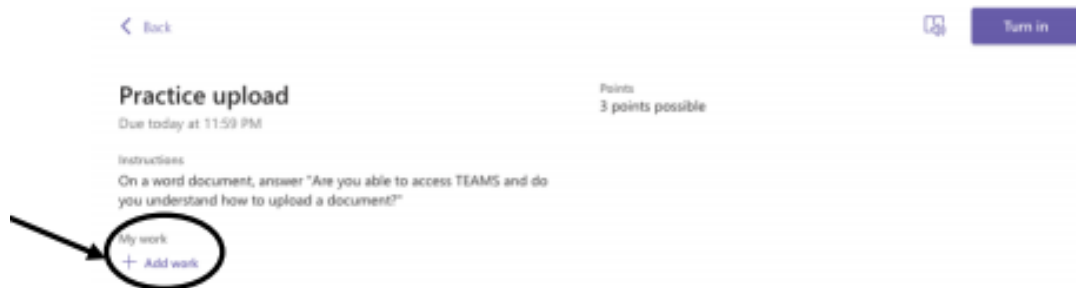 Back
Turn in
Practice upload
Due today at 11:59 PM
Points
3 points possible
Instructions
On a word document, answer "Are you able to access TEAMS and do
you understand how to upload a document?"
My work
+ Add work